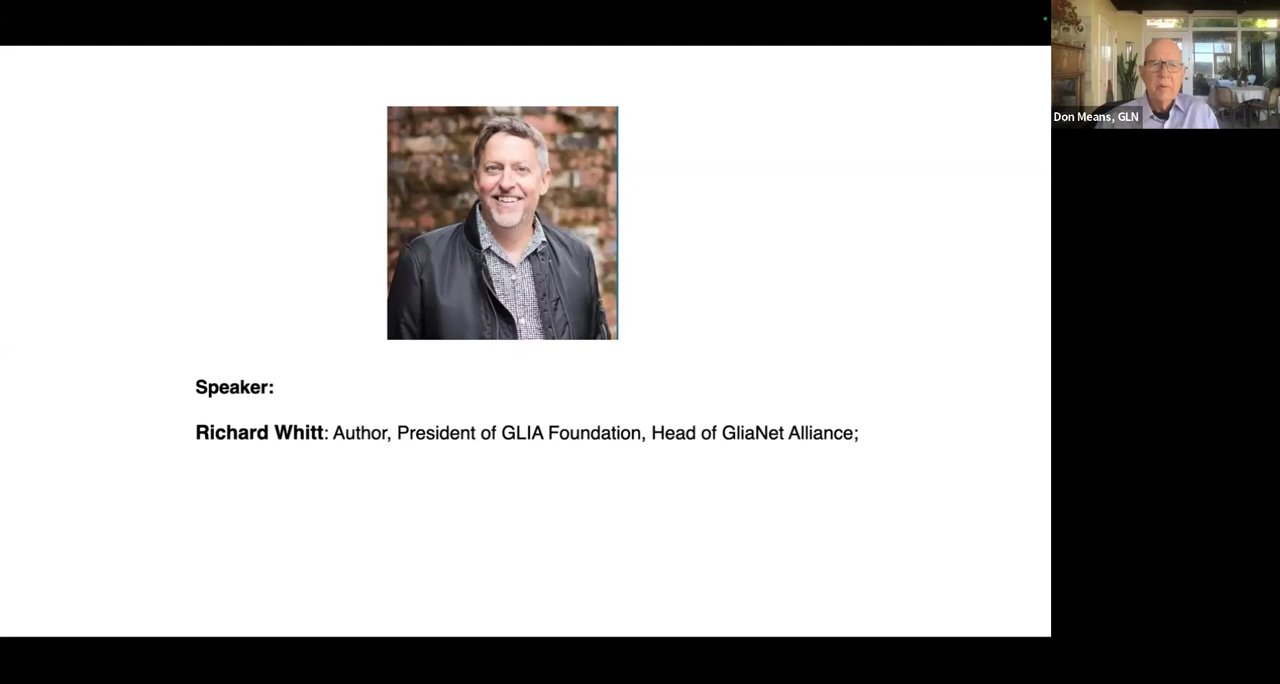 Don Means, GLN
Speaker:
Richard Whitt: Author, President of GLIA Foundation, Head of GliaNet Alliance;